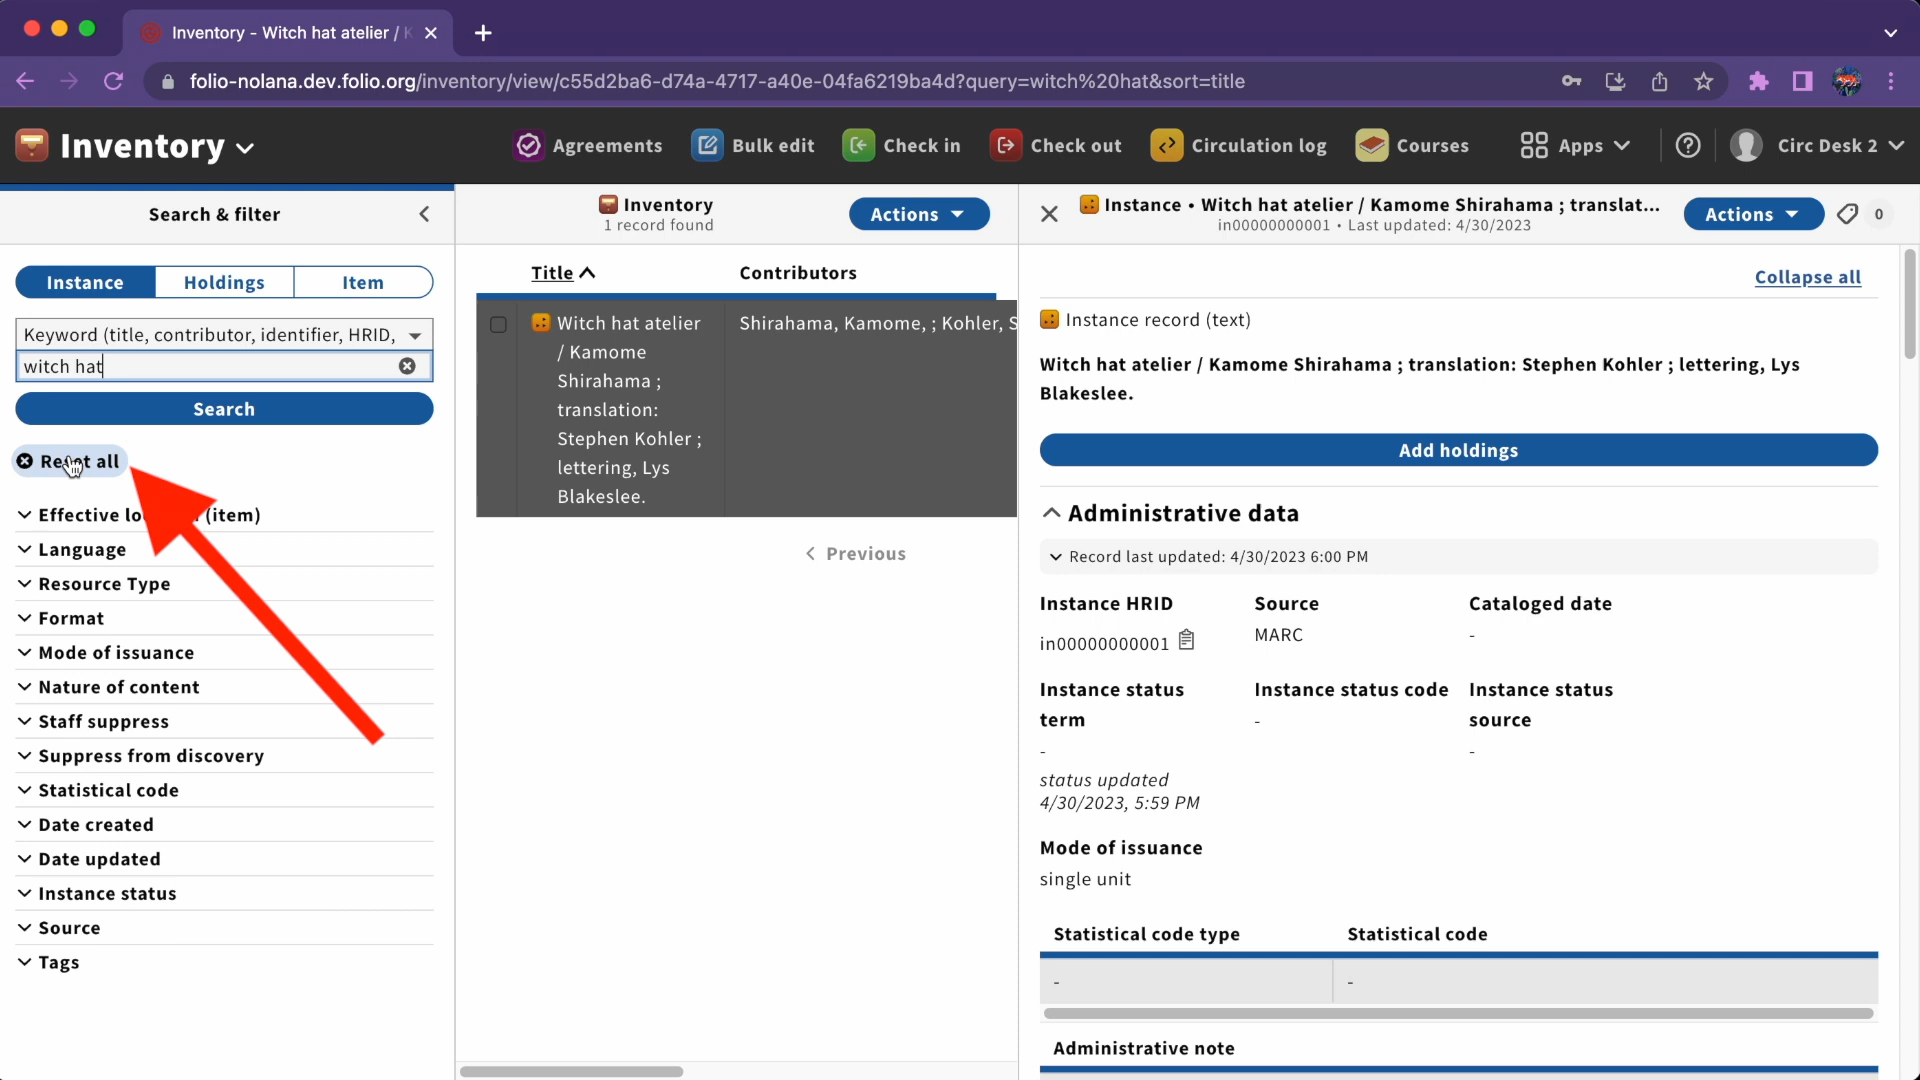 Inventory - Witch hat atelier / K
folio-nolana.dev.folio.org/inventory/view/c55d2ba6-d74a-4717-a40e-04fa6219ba4d?query=witch%20hat&sort=title
Inventory
Agreements
Bulk edit
Check in
Check out
Circulation log
Courses
Apps
Circ Desk 2
Search & filter
Instance
Holdings
Item
Keyword (title, contributor, identifier, HRID,
witch hat
Search
Reset all
Effective lo (item)
Language
Resource Type
Format
Mode of issuance
Nature of content
Staff suppress
Suppress from discovery
Statistical code
Date created
Date updated
Instance status
Source
Tags
Inventory
1 record found
Actions
Title
Contributors
Witch hat atelier
/ Kamome
Shirahama ;
translation:
Stephen Kohler ;
lettering, Lys
Blakeslee.
Shirahama, Kamome, ; Kohler, S
Previous
Instance • Witch hat atelier / Kamome Shirahama ; translat...
in00000000001 • Last updated: 4/30/2023
Actions
0
Collapse all
Instance record (text)
Witch hat atelier / Kamome Shirahama ; translation: Stephen Kohler ; lettering, Lys
Blakeslee.
Add holdings
Administrative data
Record last updated: 4/30/2023 6:00 PM
Instance HRID
in00000000001
Source
MARC
Cataloged date
-
Instance status
term
-
status updated
4/30/2023, 5:59 PM
Instance status code
-
Instance status
source
-
Mode of issuance
single unit
Statistical code type
Statistical code
-
-
Administrative note